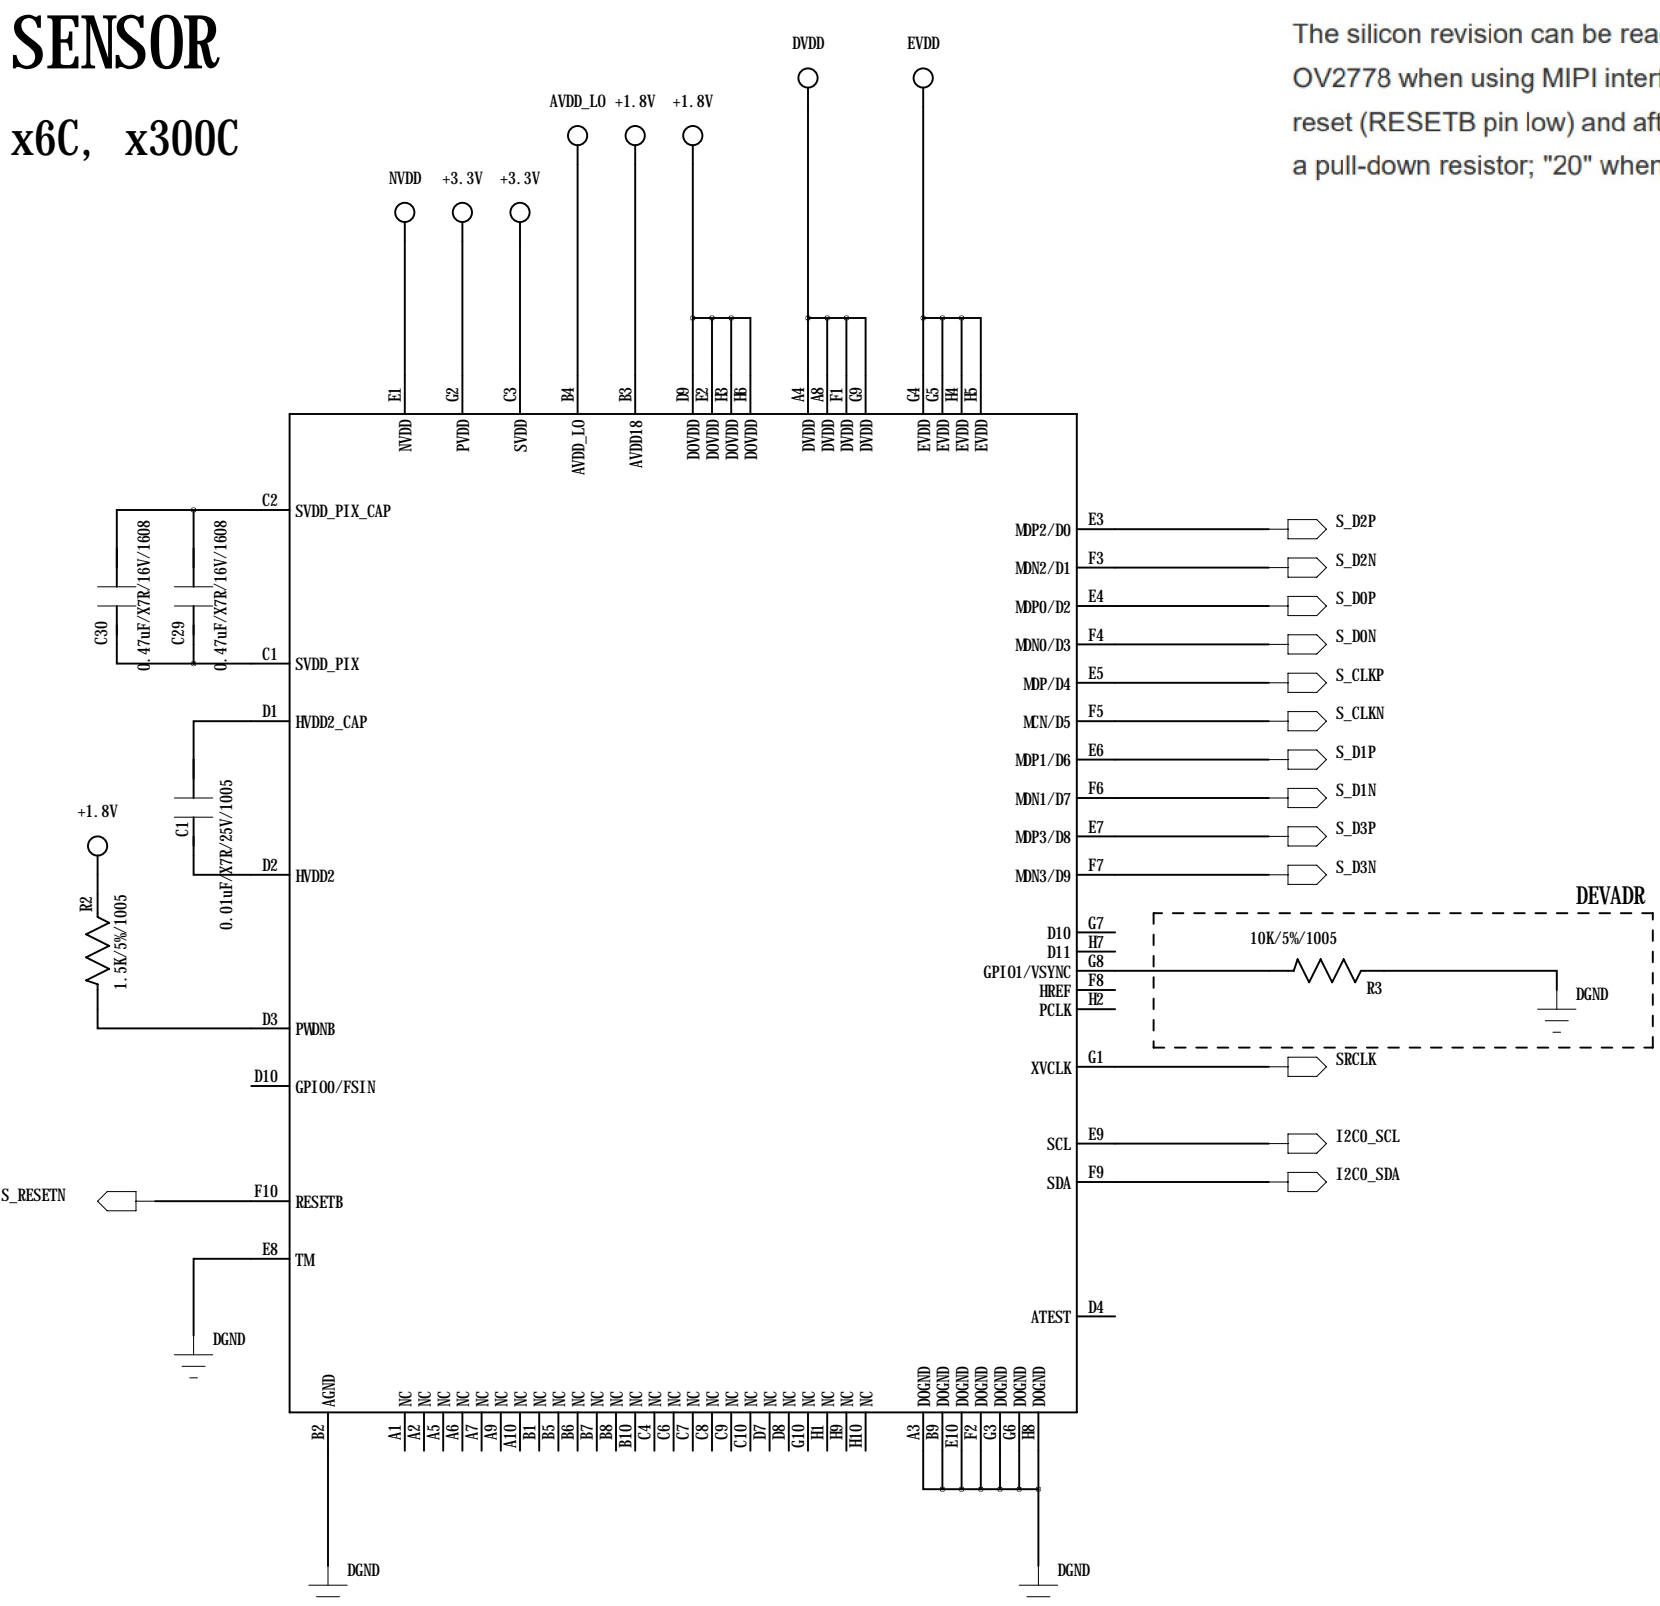 SENSOR
x6C, x300C
The silicon revision can be rea
OV2778 when using MIPI inter
reset (RESETB pin low) and aft
a pull-down resistor; "20" when
DVDD
EVDD
AVDD_LO +1.8V +1.8V
NVDD +3.3V +3.3V
E1 G2 C3 B4 B3 D9 E2 H3 H6 A4 A8 F1 G9 G4 G5 H4 H5
NVDD PVDD SVDD AVDD_LO AVDD18 DOVDD DOVDD DOVDD DOVDD DVDD DVDD DVDD DVDD EVDD EVDD EVDD EVDD
C2 SVDD_PIX_CAP
C30 0.47uF/X7R/16V/1608
C29 0.47uF/X7R/16V/1608
C1 SVDD_PIX
D1 HVDD2_CAP
C1 0.01uF/X7R/25V/1005
D2 HVDD2
+1.8V
R2 1.5K/5%/1005
D3 PWDNB
D10 GPIO0/FSIN
S_RESETN F10 RESETB
E8 TM
DGND
MDP2/D0 E3 S_D2P
MDN2/D1 F3 S_D2N
MDP0/D2 E4 S_D0P
MDN0/D3 F4 S_D0N
MDP/D4 E5 S_CLKP
MCN/D5 F5 S_CLKN
MDP1/D6 E6 S_D1P
MDN1/D7 F6 S_D1N
MDP3/D8 E7 S_D3P
MDN3/D9 F7 S_D3N
DEVADR
D10 G7
D11 H7
GPIO1/VSYNC G8 10K/5%/1005 R3 DGND
HREF F8
PCLK H2
XVCLK G1 SRCLK
SCL E9 I2C0_SCL
SDA F9 I2C0_SDA
ATEST D4
AGND NC NC NC NC NC NC NC NC NC NC NC NC NC NC NC NC NC NC NC NC NC NC NC NC NC DOGND DOGND DOGND DOGND DOGND DOGND DOGND
B2 A1 A2 A5 A6 A7 A9 A10 B1 B5 B6 B7 B8 B10 C4 C6 C7 C8 C9 C10 D7 D8 G10 H1 H9 H10 A3 B9 E10 F2 G3 G6 H8
DGND
DGND